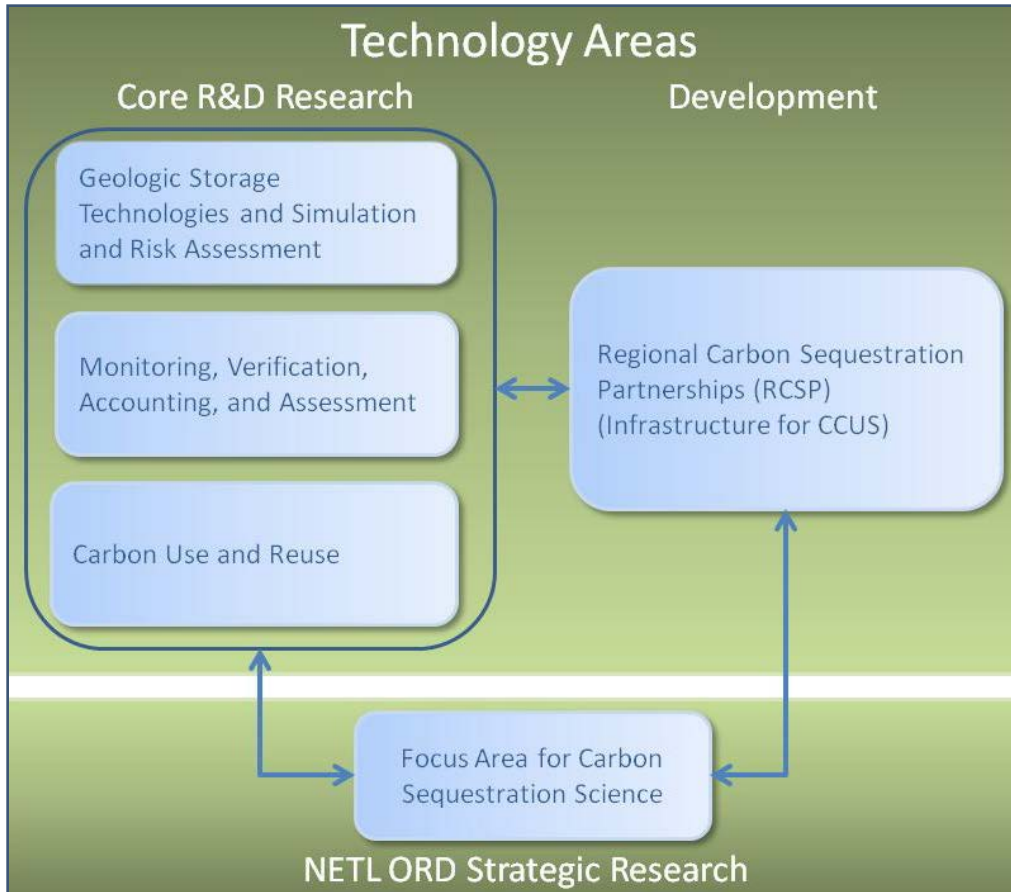 Technology Areas
Core R&D Research
Development
Geologic Storage
Technologies and Simulation
and Risk Assessment
Monitoring, Verification,
Accounting, and Assessment
Carbon Use and Reuse
Regional Carbon Sequestration
Partnerships (RCSP)
(Infrastructure for CCUS)
Focus Area for Carbon
Sequestration Science
NETL ORD Strategic Research